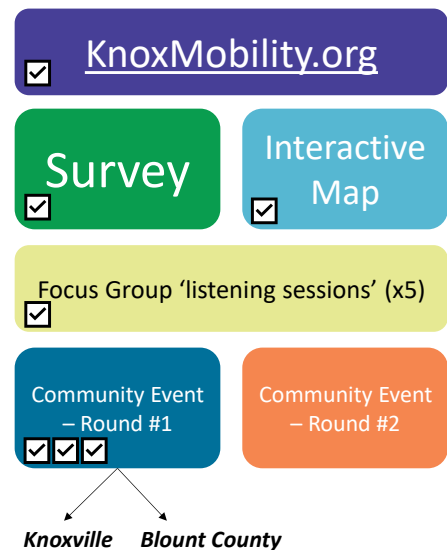 KnoxMobility.org
Survey
Interactive
Map
Focus Group ‘listening sessions’ (x5)
Community Event
– Round #1
Community Event
– Round #2
Knoxville
Blount County